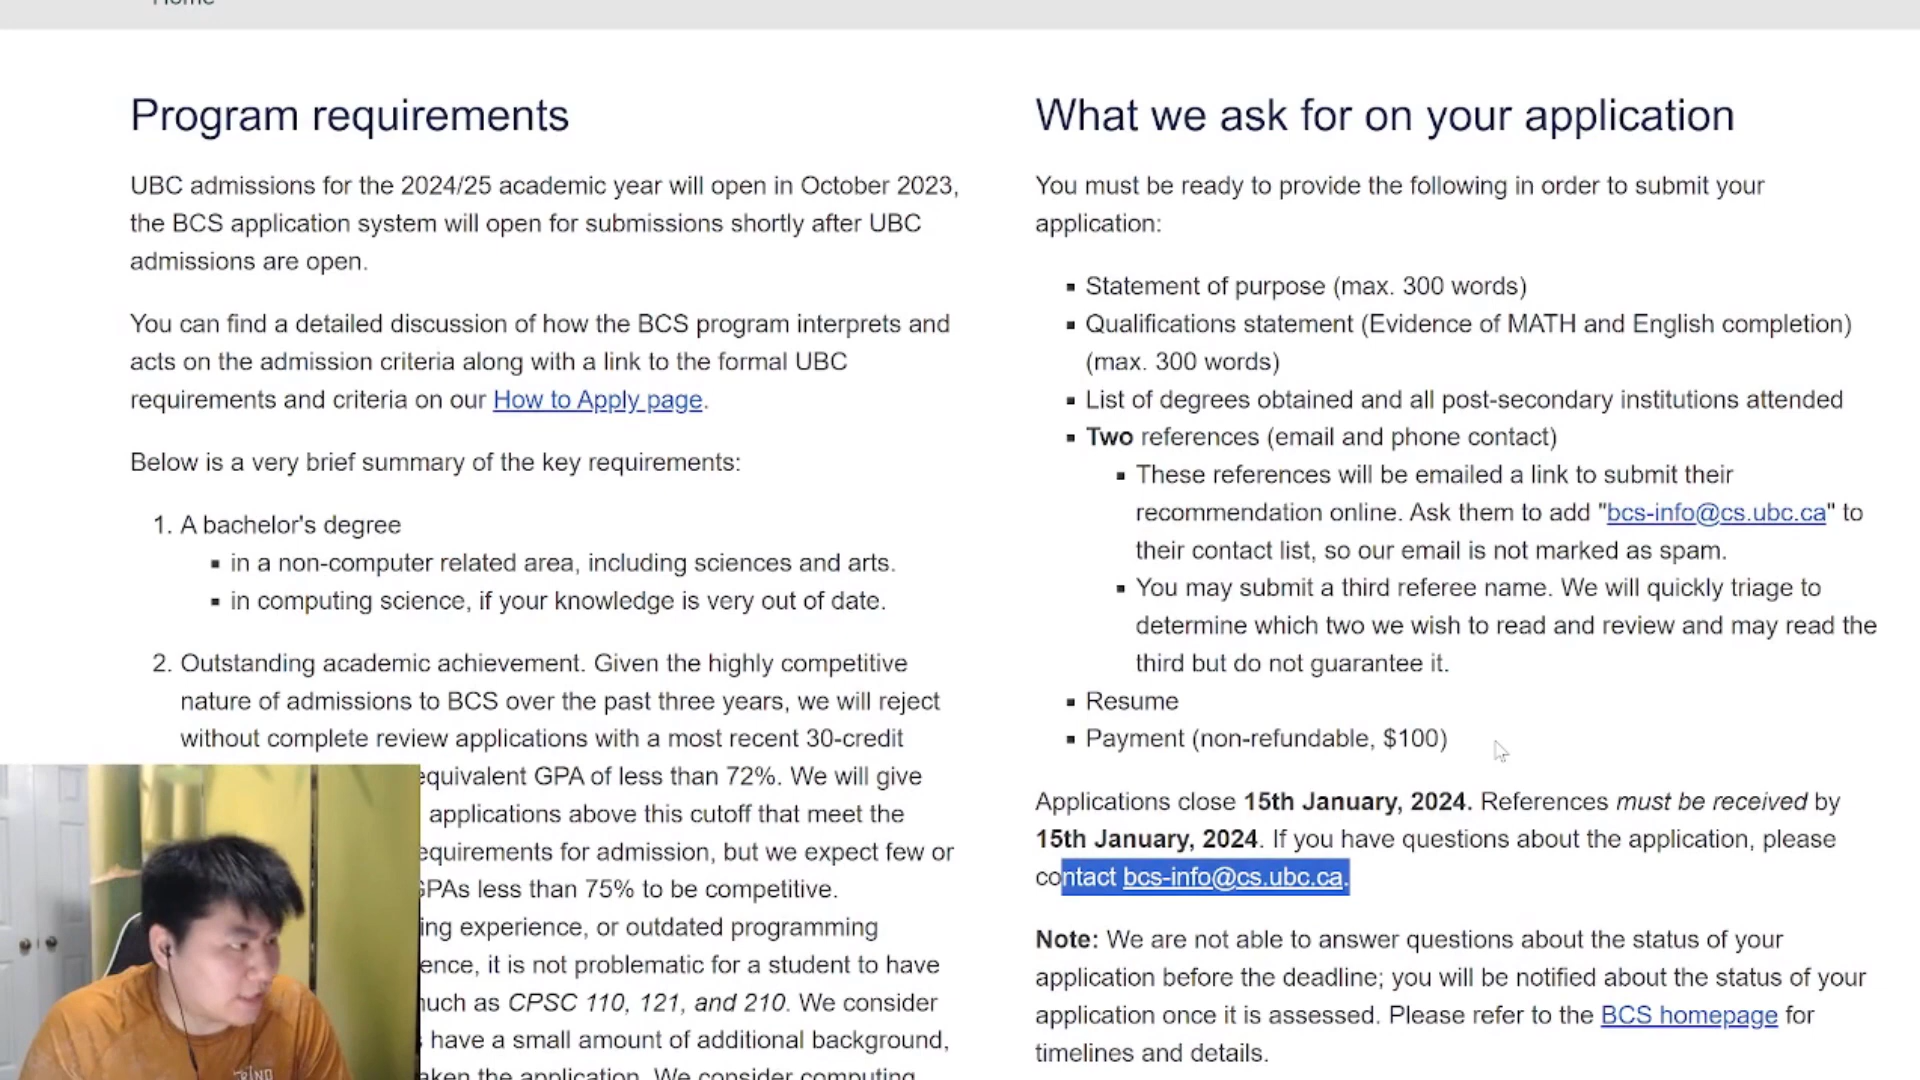 Home
Program requirements
UBC admissions for the 2024/25 academic year will open in October 2023,
the BCS application system will open for submissions shortly after UBC
admissions are open.
You can find a detailed discussion of how the BCS program interprets and
acts on the admission criteria along with a link to the formal UBC
requirements and criteria on our How to Apply page.
Below is a very brief summary of the key requirements:
1. A bachelor's degree
▪ in a non-computer related area, including sciences and arts.
▪ in computing science, if your knowledge is very out of date.
2. Outstanding academic achievement. Given the highly competitive
nature of admissions to BCS over the past three years, we will reject
without complete review applications with a most recent 30-credit
equivalent GPA of less than 72%. We will give
applications above this cutoff that meet the
equirements for admission, but we expect few or
GPAs less than 75% to be competitive.
ing experience, or outdated programming
ence, it is not problematic for a student to have
much as CPSC 110, 121, and 210. We consider
have a small amount of additional background,
aken the application. We consider computing
What we ask for on your application
You must be ready to provide the following in order to submit your
application:
▪ Statement of purpose (max. 300 words)
▪ Qualifications statement (Evidence of MATH and English completion)
(max. 300 words)
▪ List of degrees obtained and all post-secondary institutions attended
▪ Two references (email and phone contact)
▪ These references will be emailed a link to submit their
recommendation online. Ask them to add "bcs-info@cs.ubc.ca" to
their contact list, so our email is not marked as spam.
▪ You may submit a third referee name. We will quickly triage to
determine which two we wish to read and review and may read the
third but do not guarantee it.
▪ Resume
▪ Payment (non-refundable, $100)
Applications close 15th January, 2024. References must be received by
15th January, 2024. If you have questions about the application, please
contact bcs-info@cs.ubc.ca.
Note: We are not able to answer questions about the status of your
application before the deadline; you will be notified about the status of your
application once it is assessed. Please refer to the BCS homepage for
timelines and details.